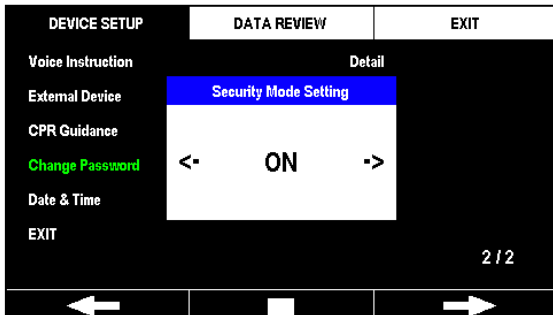 DEVICE SETUP DATA REVIEW EXIT
Voice Instruction Detail
External Device
Security Mode Setting
CPR Guidance
Change Password
<- ON ->
Date & Time
EXIT
2 / 2